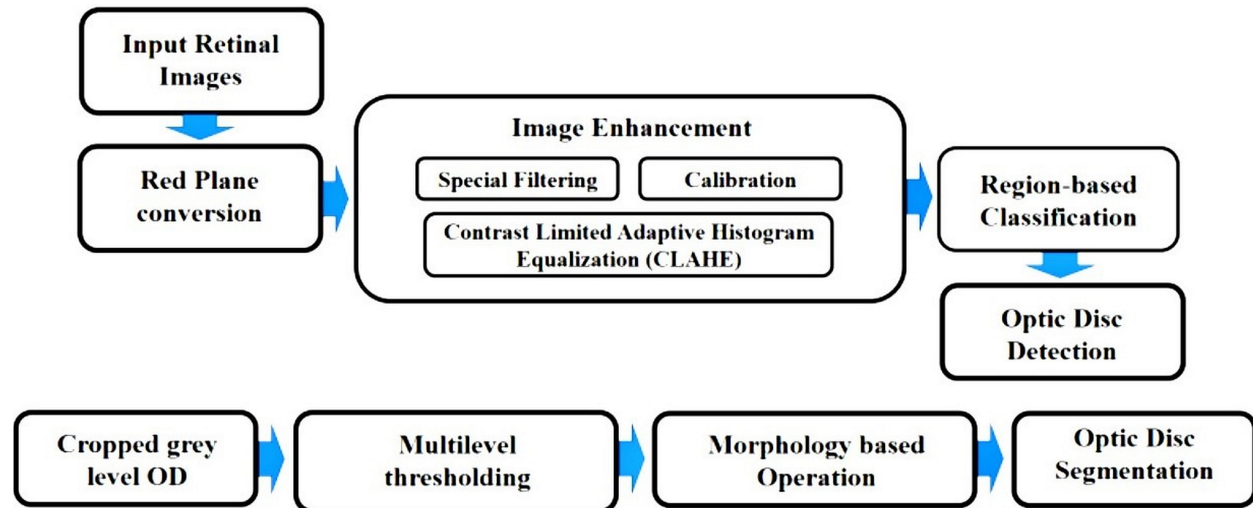 Input Retinal
Images
Red Plane
conversion
Image Enhancement
Special Filtering
Calibration
Contrast Limited Adaptive Histogram
Equalization (CLAHE)
Region-based
Classification
Optic Disc
Detection
Cropped grey
level OD
Multilevel
thresholding
Morphology based
Operation
Optic Disc
Segmentation